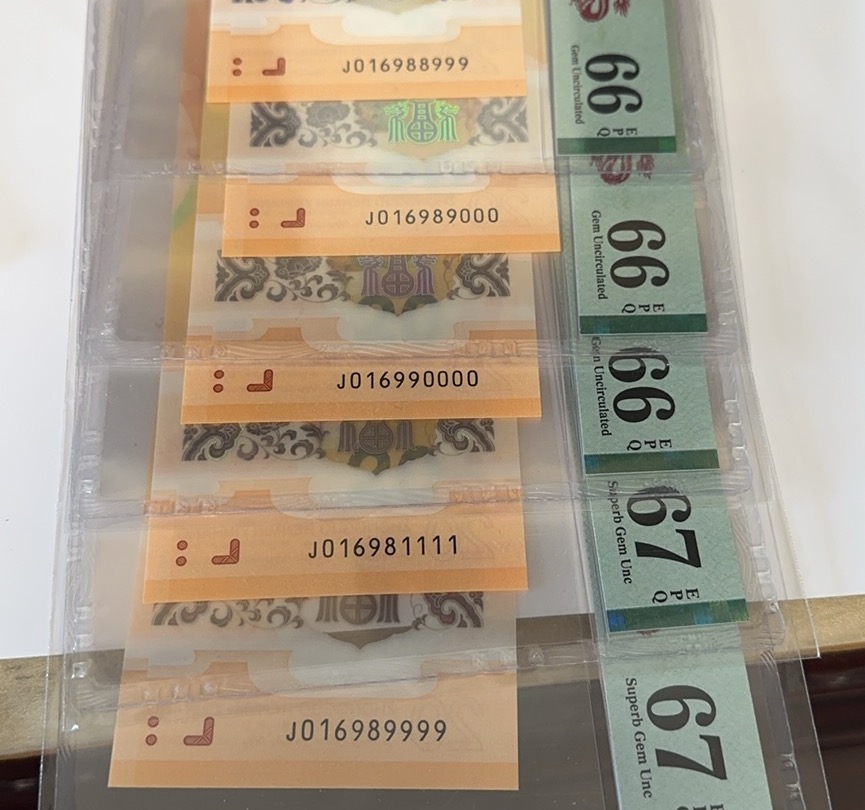 J016988999
66 EPQ
Gem Uncirculated
J016989000
66 EPQ
Gem Uncirculated
J016990000
66 EPQ
Gem Uncirculated
J016981111
67 EPQ
Superb Gem Unc
J016989999
67
Superb Gem Unc